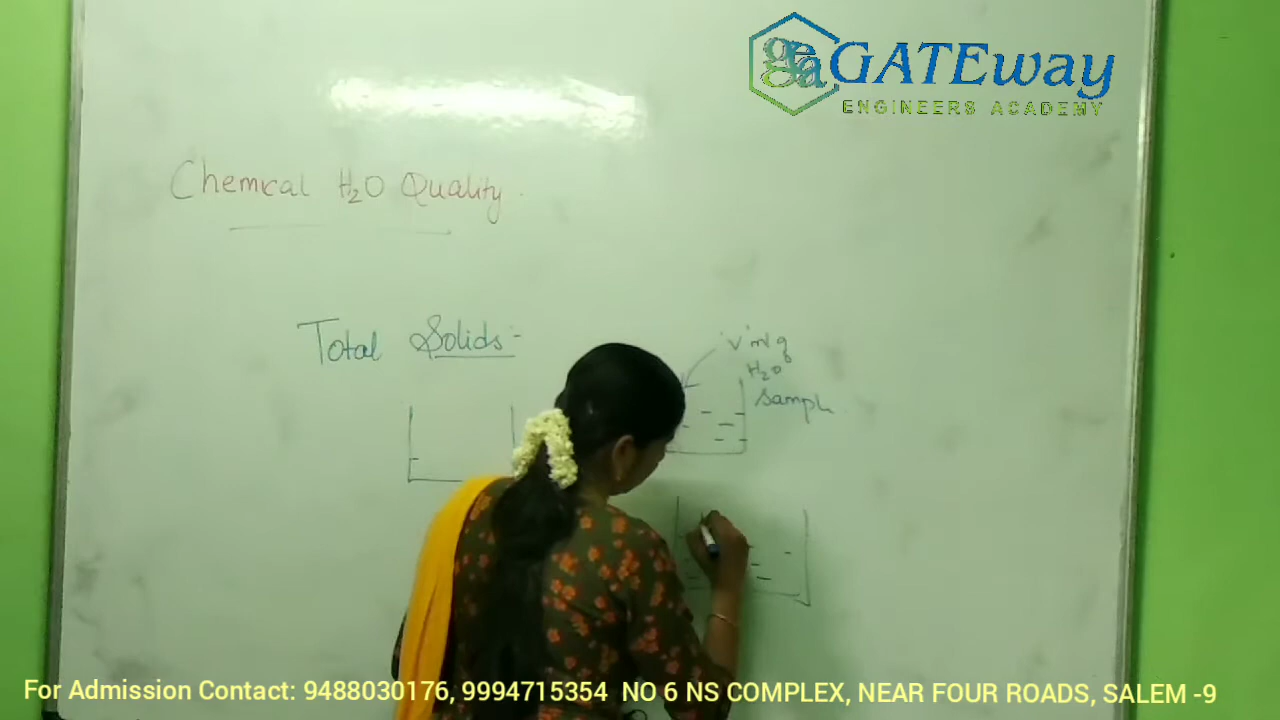 GATEway
ENGINEERS ACADEMY
Chemical H₂O Quality.
Total Solids:-
'V' ml of
H₂O
Sample
For Admission Contact: 9488030176, 9994715354 NO 6 NS COMPLEX, NEAR FOUR ROADS, SALEM -9